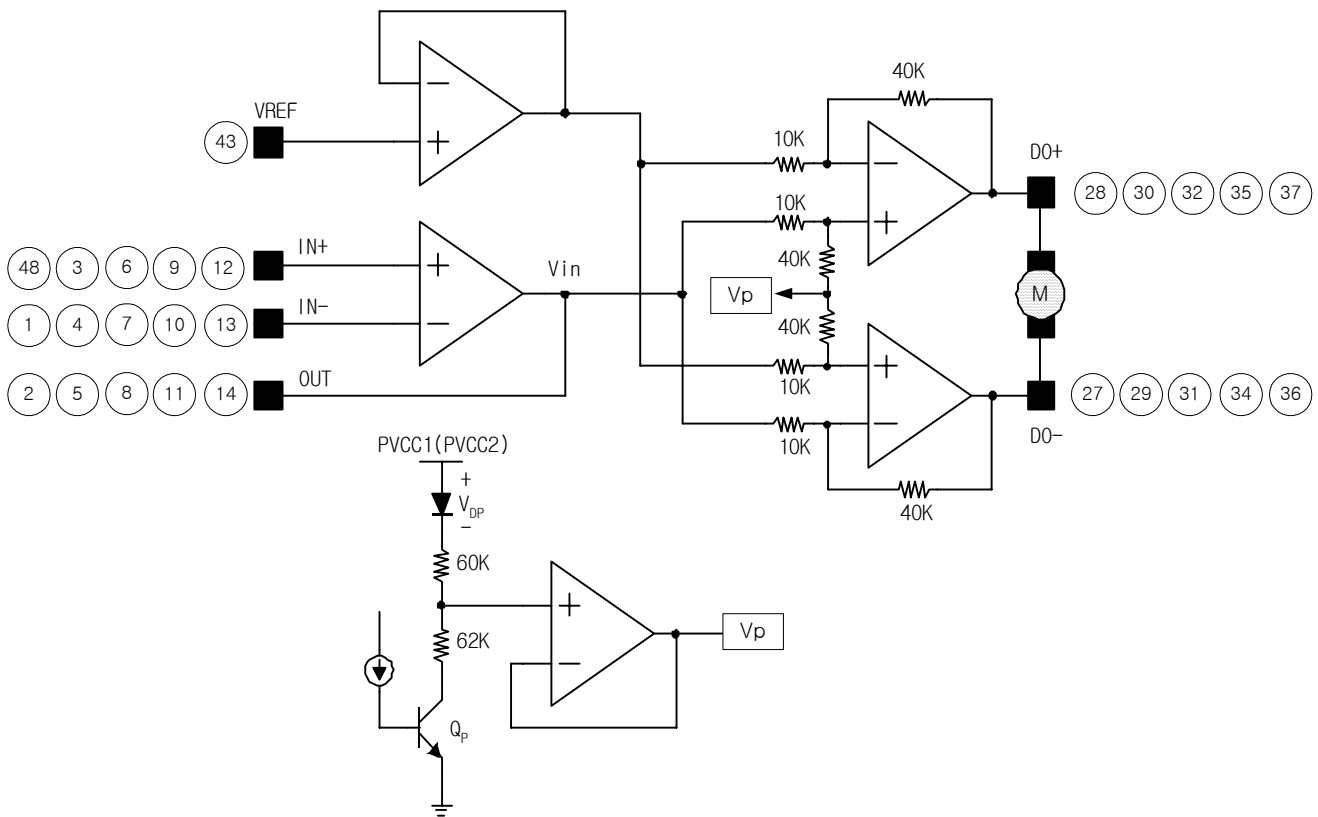 40K
VREF
43
−
+
10K
−
DO+
28 30 32 35 37
10K
+
48 3 6 9 12
IN+
+
Vin
40K
Vp
M
1 4 7 10 13
IN-
−
40K
+
2 5 8 11 14
OUT
10K
−
27 29 31 34 36
DO-
10K
PVCC1(PVCC2)
+
VDP
−
40K
60K
+
62K
Vp
−
QP